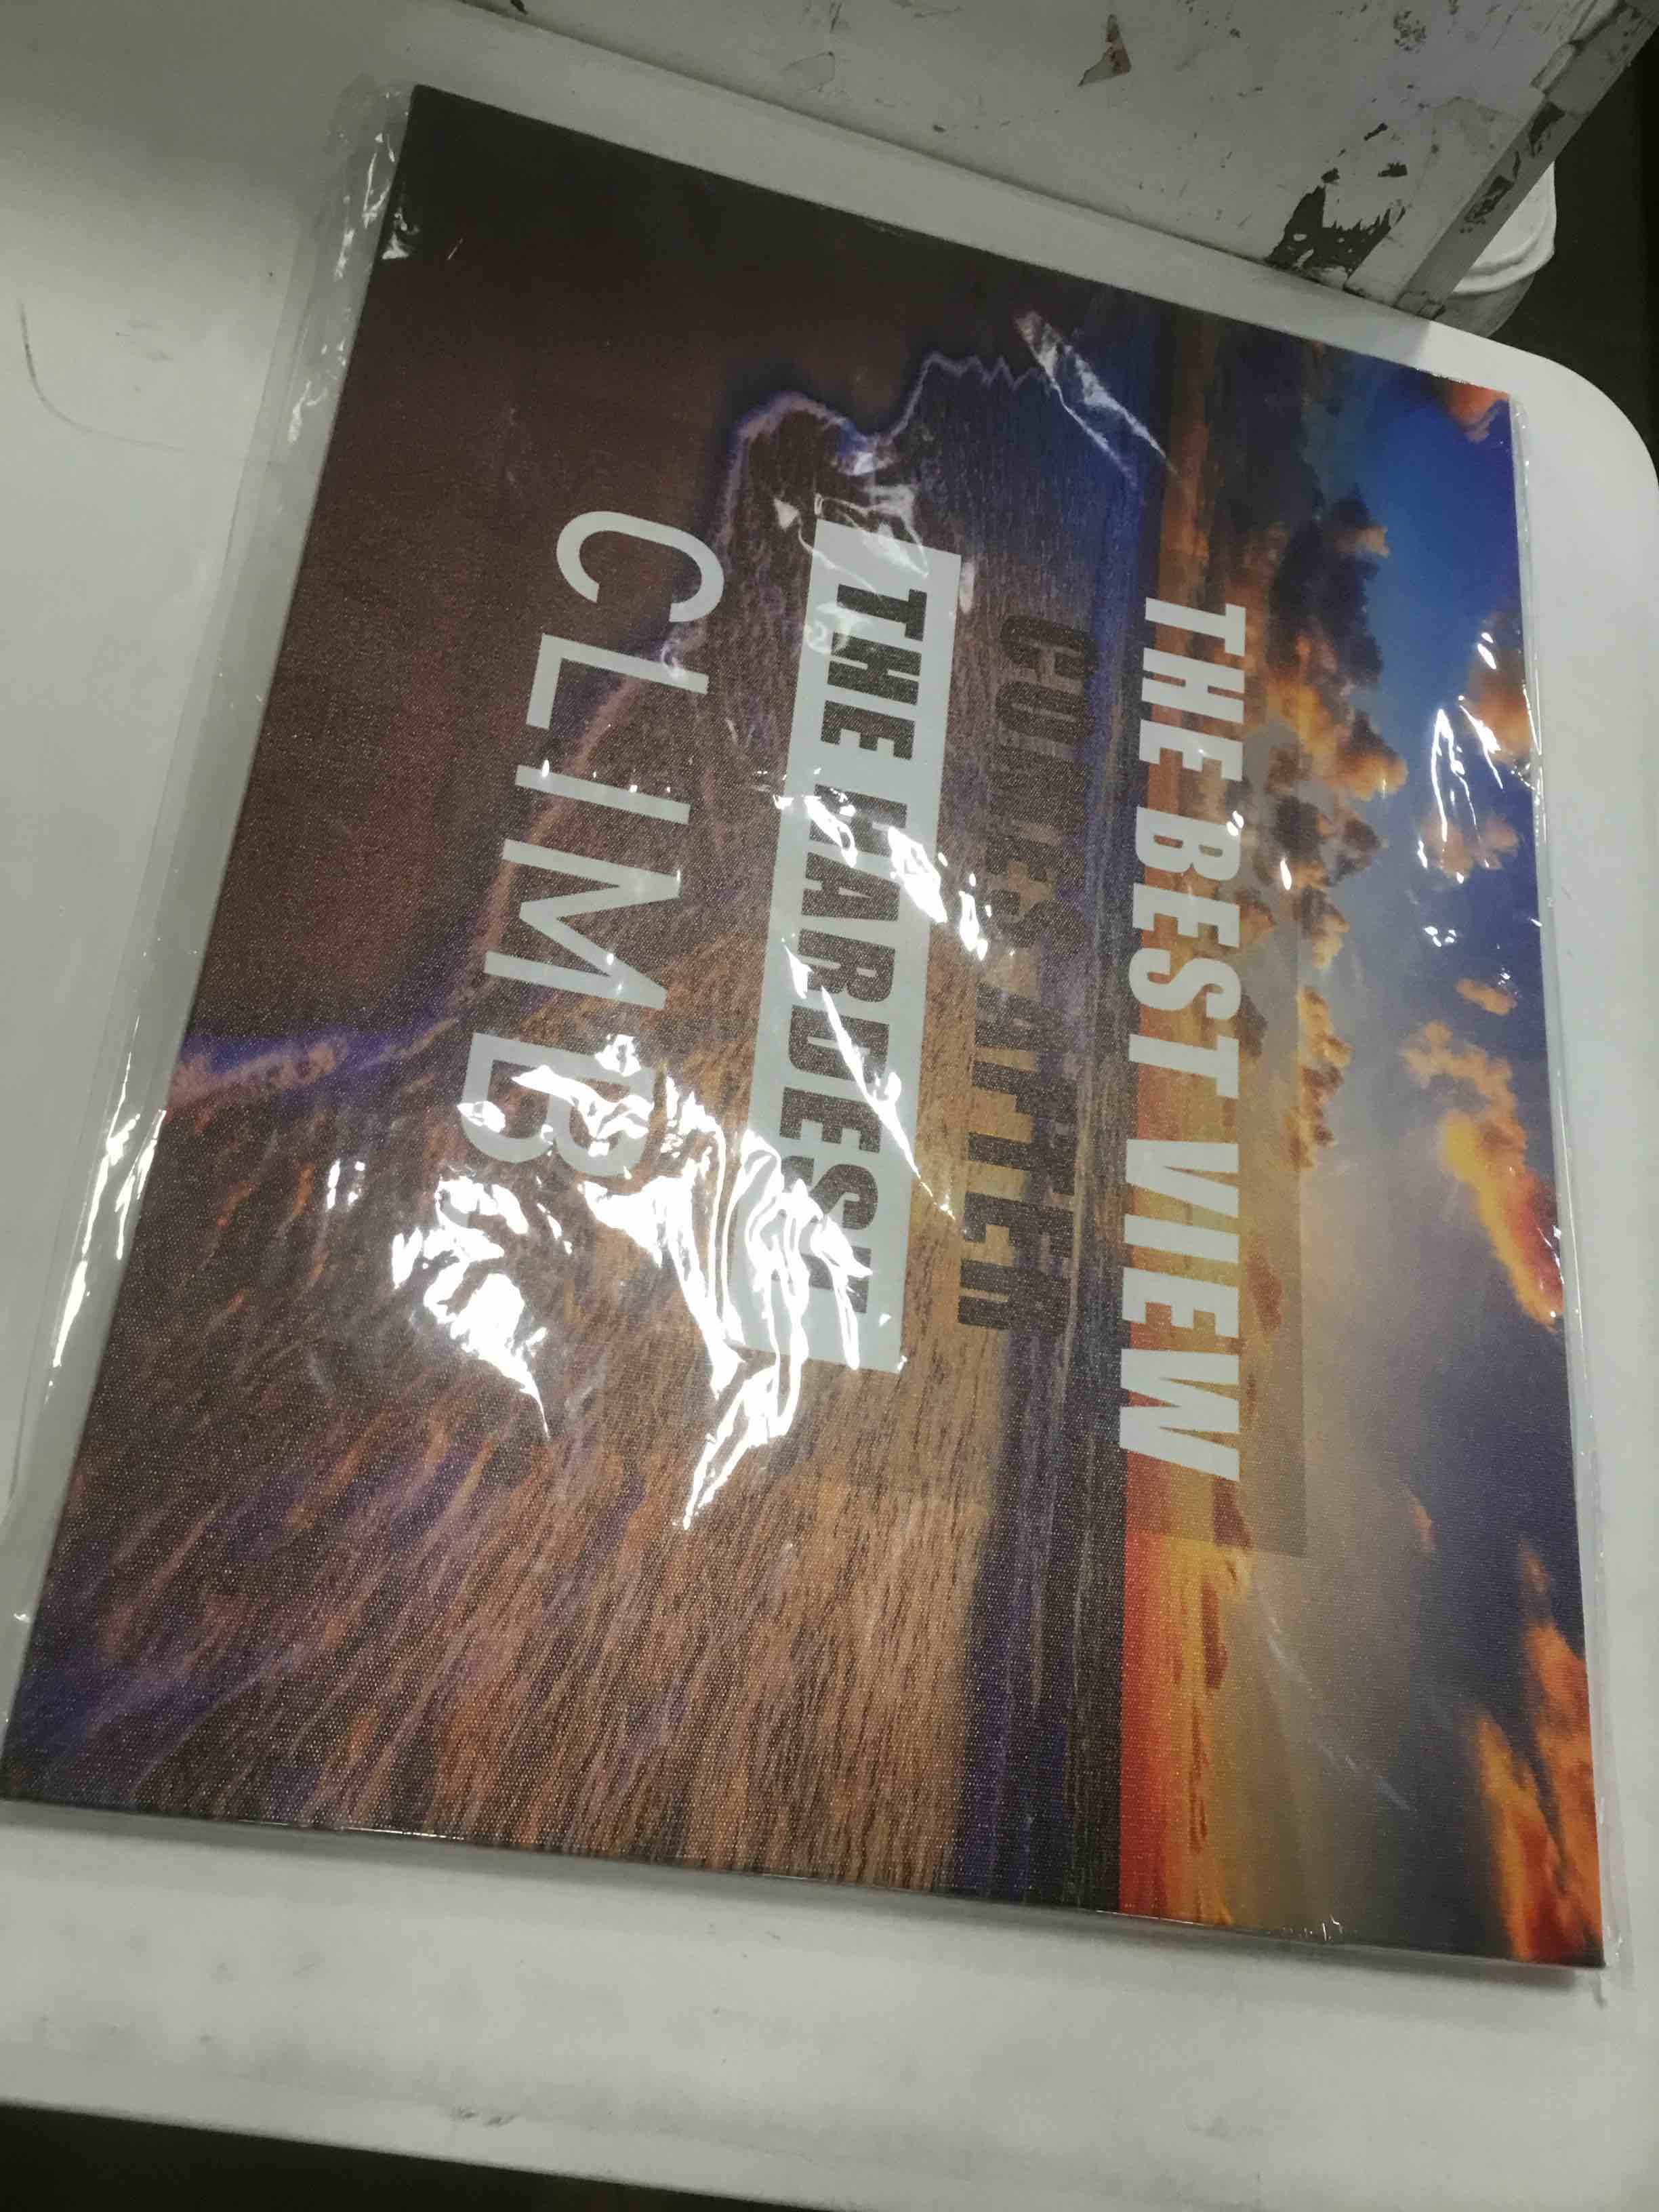 THE BEST VIEW
COMES AFTER
THE HARDEST
CLIMB